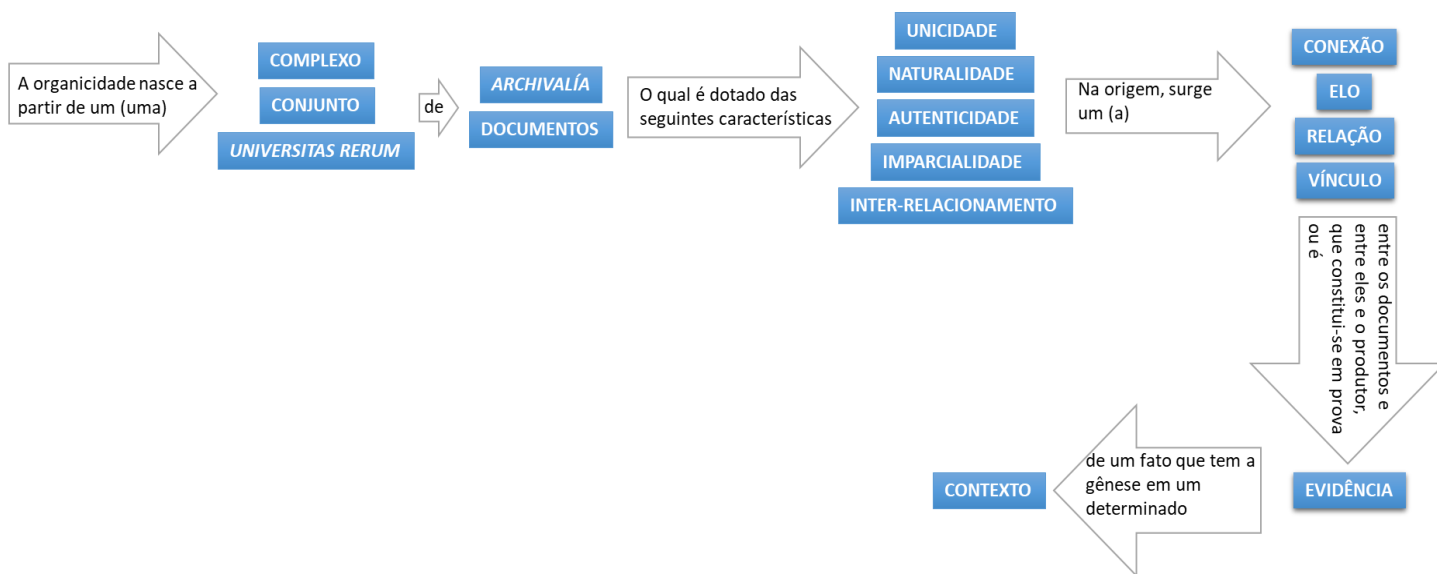 A organicidade nasce a
partir de um (uma)
COMPLEXO
CONJUNTO
UNIVERSITAS RERUM
de
ARCHIVALÍA
DOCUMENTOS
O qual é dotado das
seguintes características
UNICIDADE
NATURALIDADE
AUTENTICIDADE
IMPARCIALIDADE
INTER-RELACIONAMENTO
Na origem, surge
um (a)
CONEXÃO
ELO
RELAÇÃO
VÍNCULO
entre os documentos e
entre eles e o produtor,
que constitui-se em prova
ou é
EVIDÊNCIA
de um fato que tem a
gênese em um
determinado
CONTEXTO